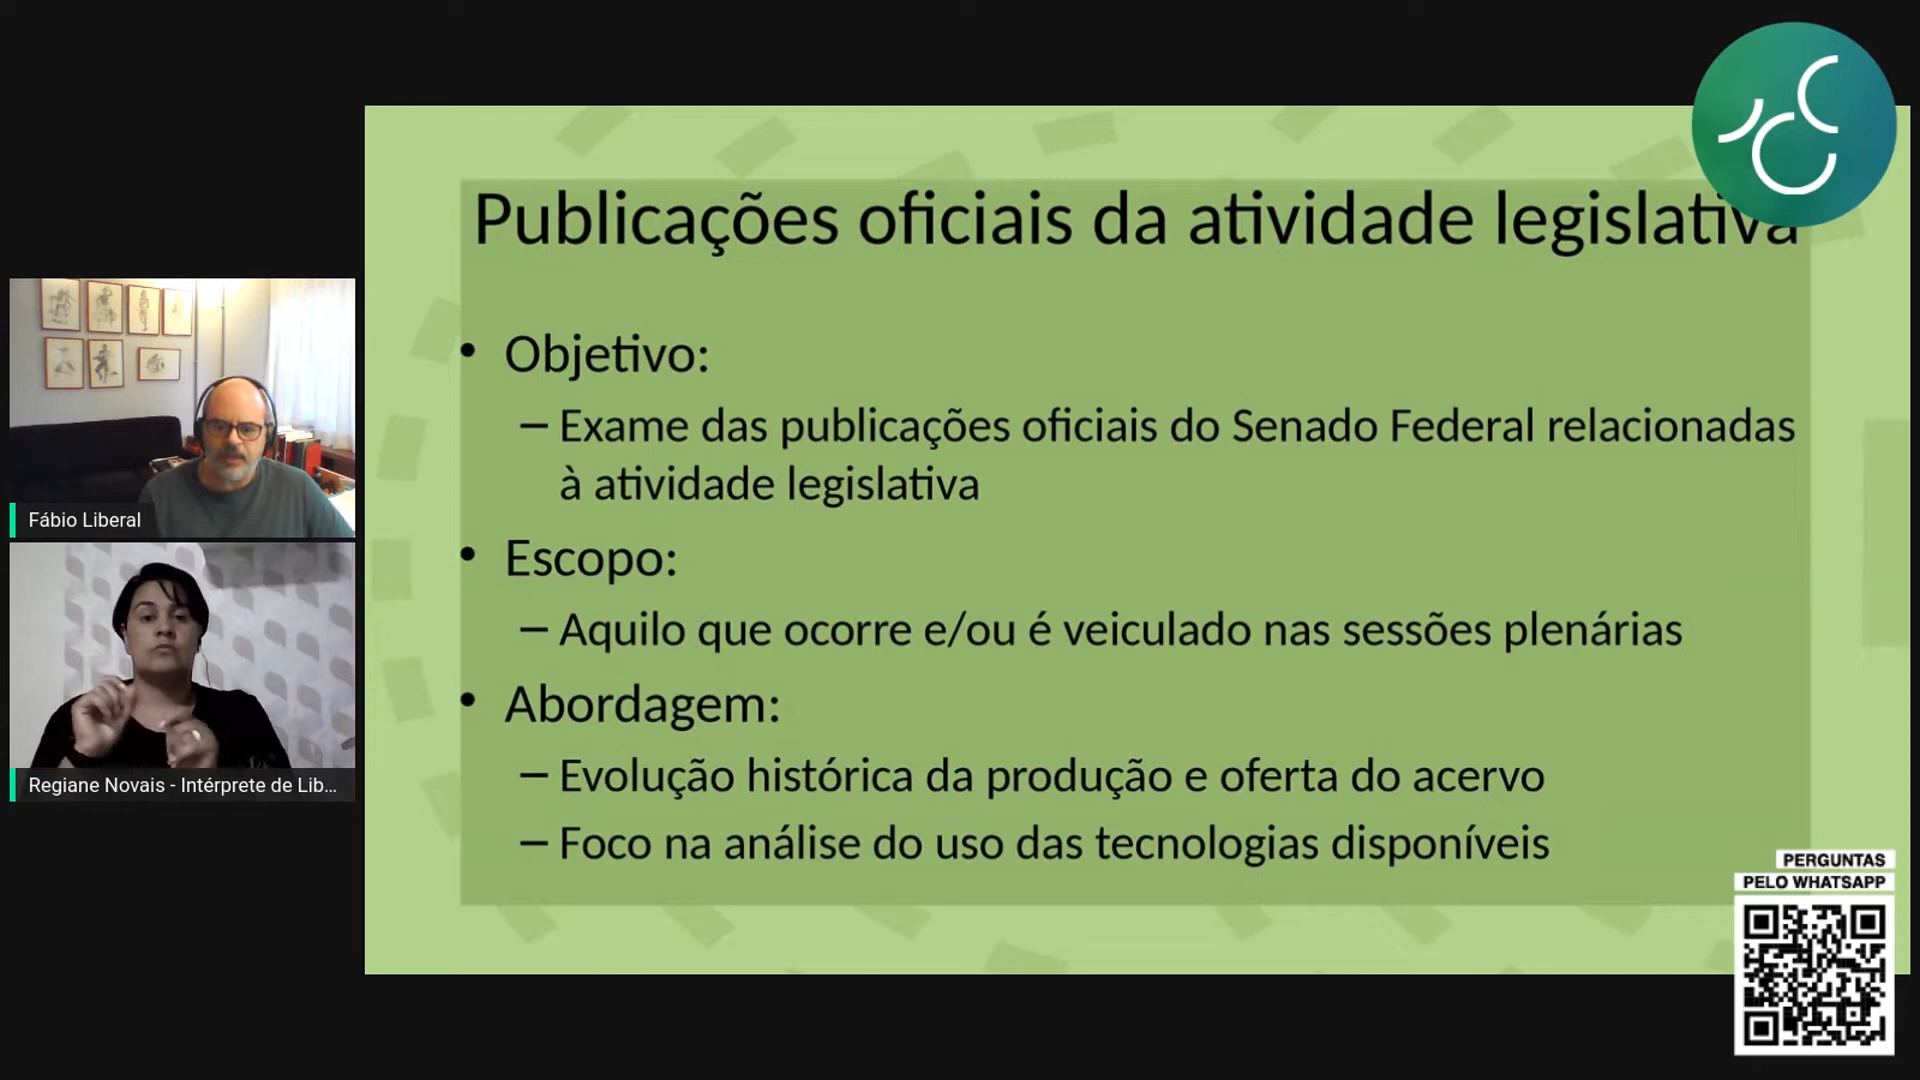 Publicações oficiais da atividade legislativa
• Objetivo:
– Exame das publicações oficiais do Senado Federal relacionadas
à atividade legislativa
• Escopo:
– Aquilo que ocorre e/ou é veiculado nas sessões plenárias
• Abordagem:
– Evolução histórica da produção e oferta do acervo
– Foco na análise do uso das tecnologias disponíveis
Fábio Liberal
Regiane Novais - Intérprete de Lib...
PERGUNTAS
PELO WHATSAPP